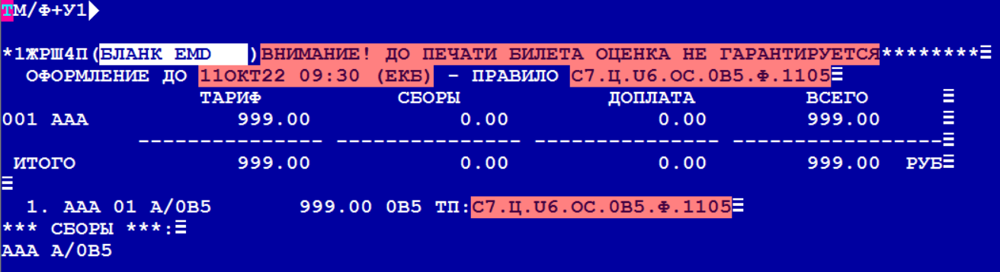 ТМ/Ф+У1
*1ЖРШ4П(БЛАНК EMD   )ВНИМАНИЕ! ДО ПЕЧАТИ БИЛЕТА ОЦЕНКА НЕ ГАРАНТИРУЕТСЯ********
ОФОРМЛЕНИЕ ДО 11ОКТ22 09:30 (ЕКБ) - ПРАВИЛО С7.Ц.U6.ОС.0В5.Ф.1105
ТАРИФ СБОРЫ ДОПЛАТА ВСЕГО
001 ААА 999.00 0.00 0.00 999.00
--------------- --------------- --------------- -----------------
ИТОГО 999.00 0.00 0.00 999.00 РУБ
1. ААА 01 А/0В5 999.00 0В5 ТП:С7.Ц.U6.ОС.0В5.Ф.1105
*** СБОРЫ ***:
ААА А/0В5